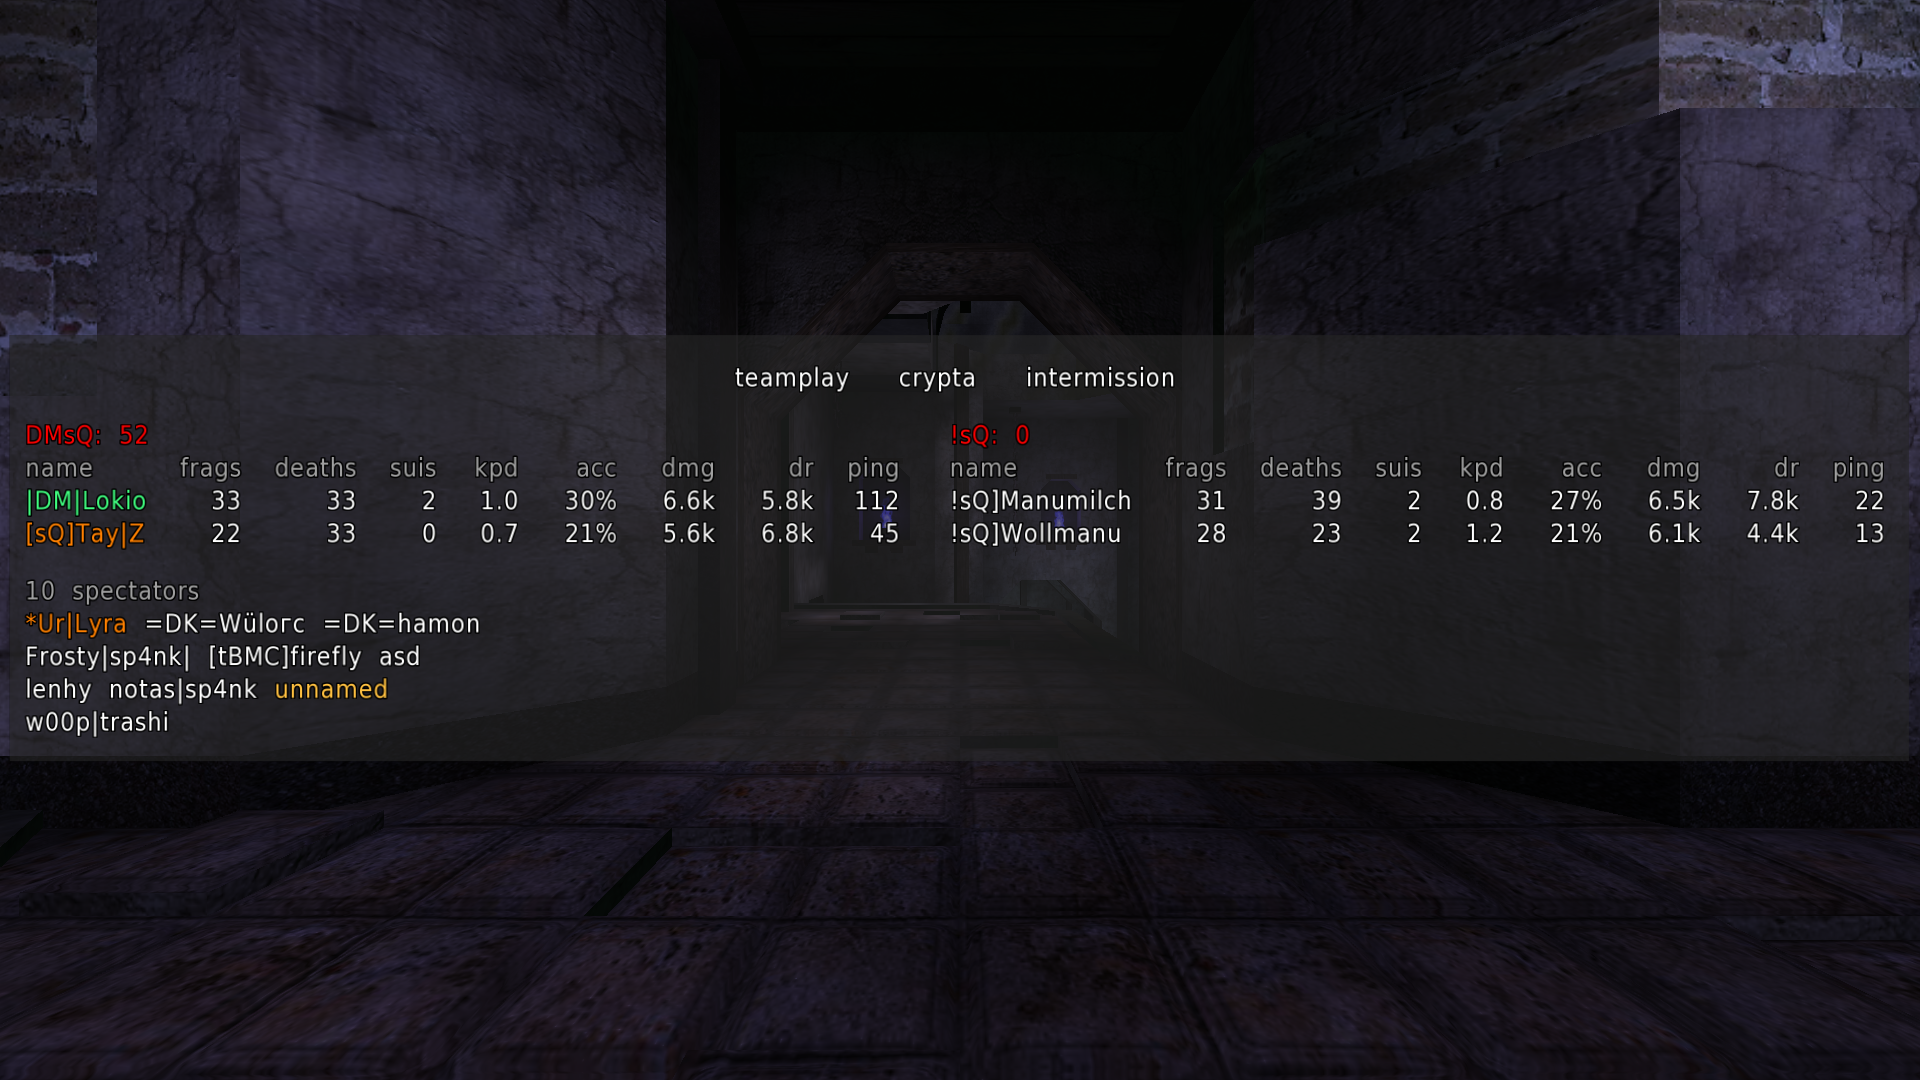 teamplay crypta intermission
DMsQ: 52 !sQ: 0
name frags deaths suis kpd acc dmg dr ping name frags deaths suis kpd acc dmg dr ping
|DM|Lokio 33 33 2 1.0 30% 6.6k 5.8k 112 !sQ]Manumilch 31 39 2 0.8 27% 6.5k 7.8k 22
[sQ]Tay|Z 22 33 0 0.7 21% 5.6k 6.8k 45 !sQ]Wollmanu 28 23 2 1.2 21% 6.1k 4.4k 13
10 spectators
*Ur|Lyra =DK=Wüloгc =DK=hamon
Frosty|sp4nk| [tBMC]firefly asd
lenhy notas|sp4nk unnamed
w00p|trashi